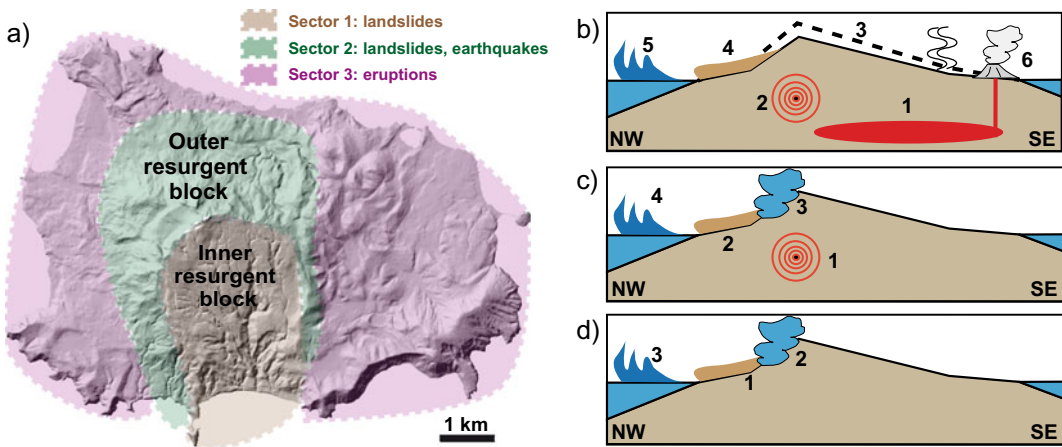 a)
Sector 1: landslides
Sector 2: landslides, earthquakes
Sector 3: eruptions
Outer
resurgent
block
Inner
resurgent
block
1 km
b)
5
4
3
6
2
1
NW
SE
c)
4
3
2
1
NW
SE
d)
3
2
1
NW
SE